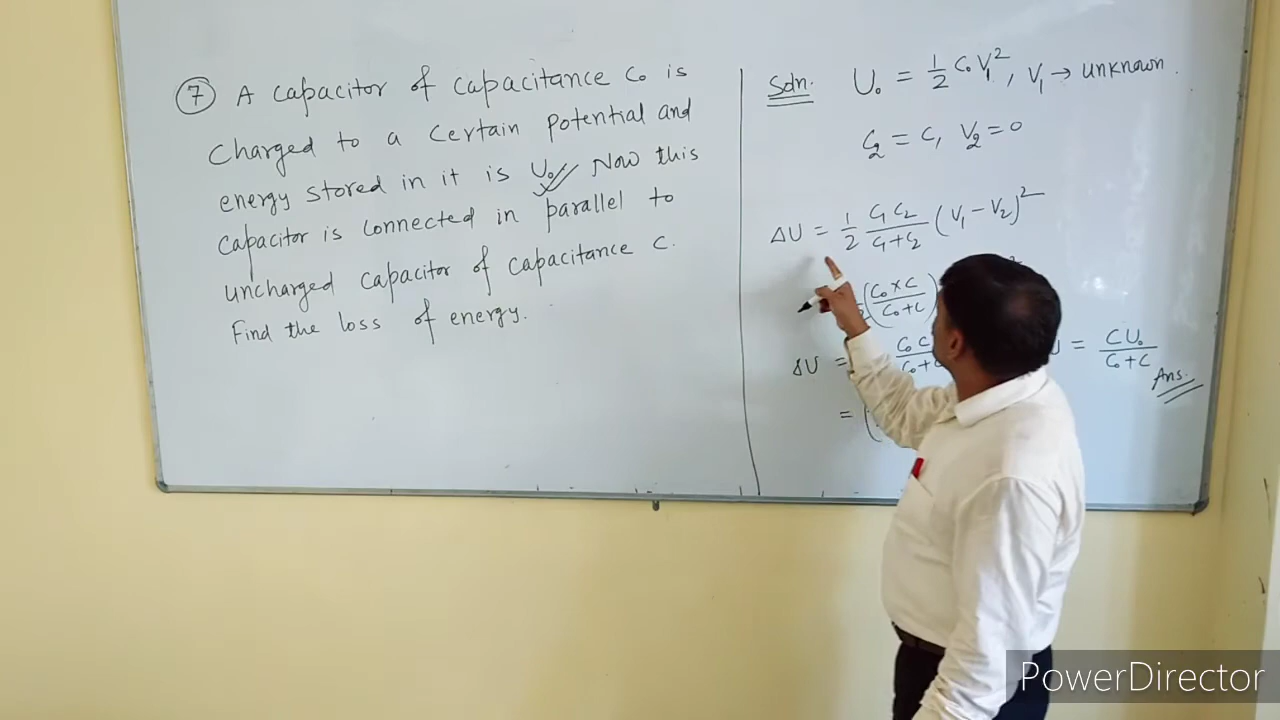 7 A capacitor of capacitance C₀ is
charged to a certain potential and
energy stored in it is U₀. Now this
capacitor is connected in parallel to
uncharged capacitor of capacitance C.
Find the loss of energy.
Soln. U₀ = 1/2 C₀ V₁², V₁ → unknown.
C₂ = C, V₂ = 0
ΔU = 1/2 C₁C₂/(C₁+C₂) (V₁ - V₂)²
(C₀ × C/(C₀+C)) ²
ΔU = C₀ C = CU₀/(C₀+C)
Ans.
= (
PowerDirector